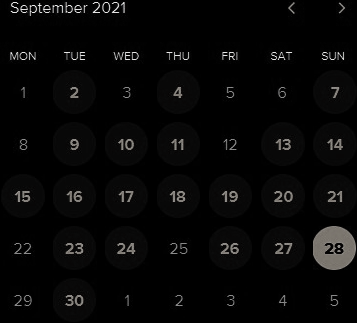 September 2021
MON TUE WED THU FRI SAT SUN
1 2 3 4 5 6 7
8 9 10 11 12 13 14
15 16 17 18 19 20 21
22 23 24 25 26 27 28
29 30 1 2 3 4 5